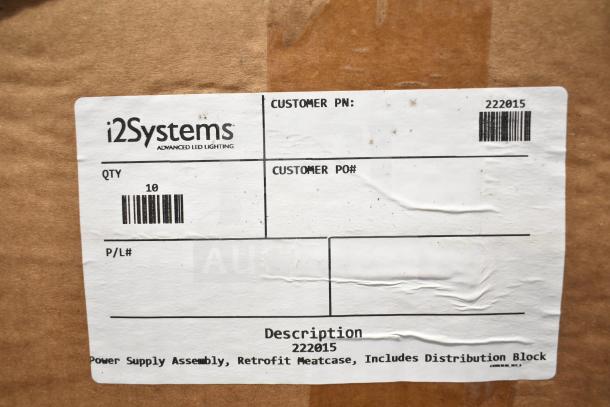 i2Systems
ADVANCED LED LIGHTING
CUSTOMER PN:
222015
QTY
10
CUSTOMER PO#
P/L#
Description
222015
Power Supply Assembly, Retrofit Meatcase, Includes Distribution Block